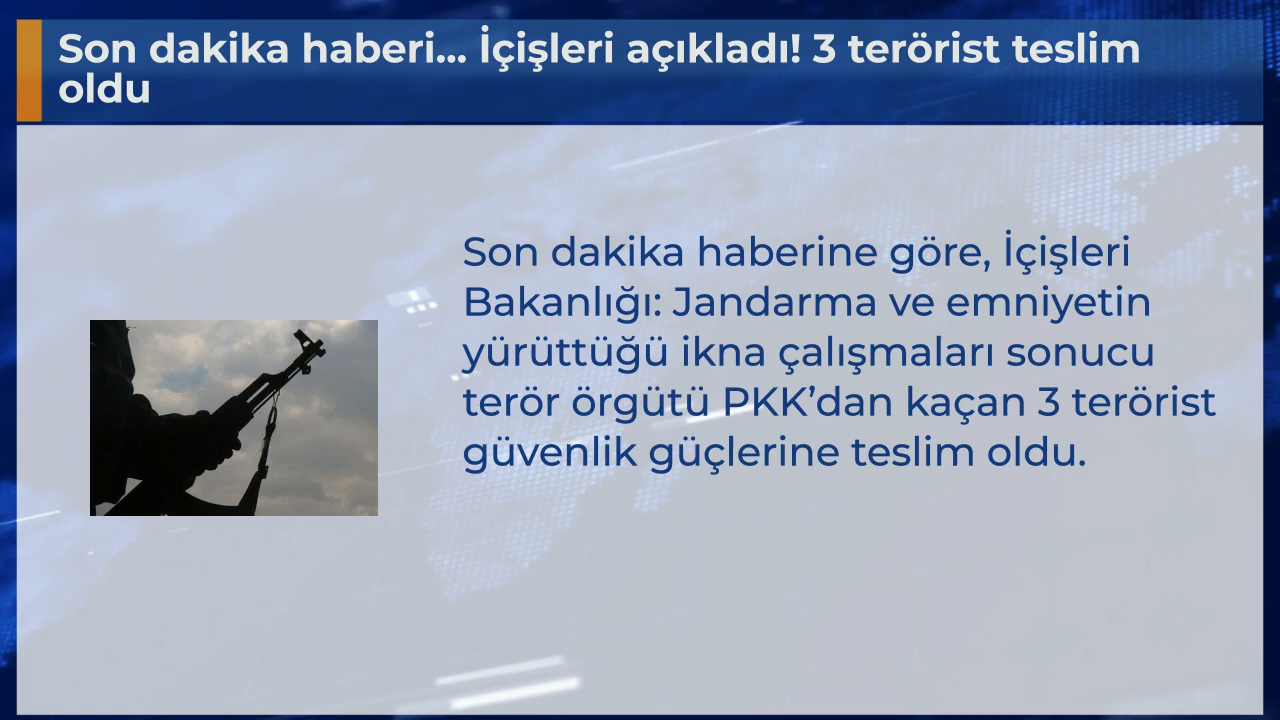 Son dakika haberi... İçişleri açıkladı! 3 terörist teslim
oldu
Son dakika haberine göre, İçişleri
Bakanlığı: Jandarma ve emniyetin
yürüttüğü ikna çalışmaları sonucu
terör örgütü PKK’dan kaçan 3 terörist
güvenlik güçlerine teslim oldu.